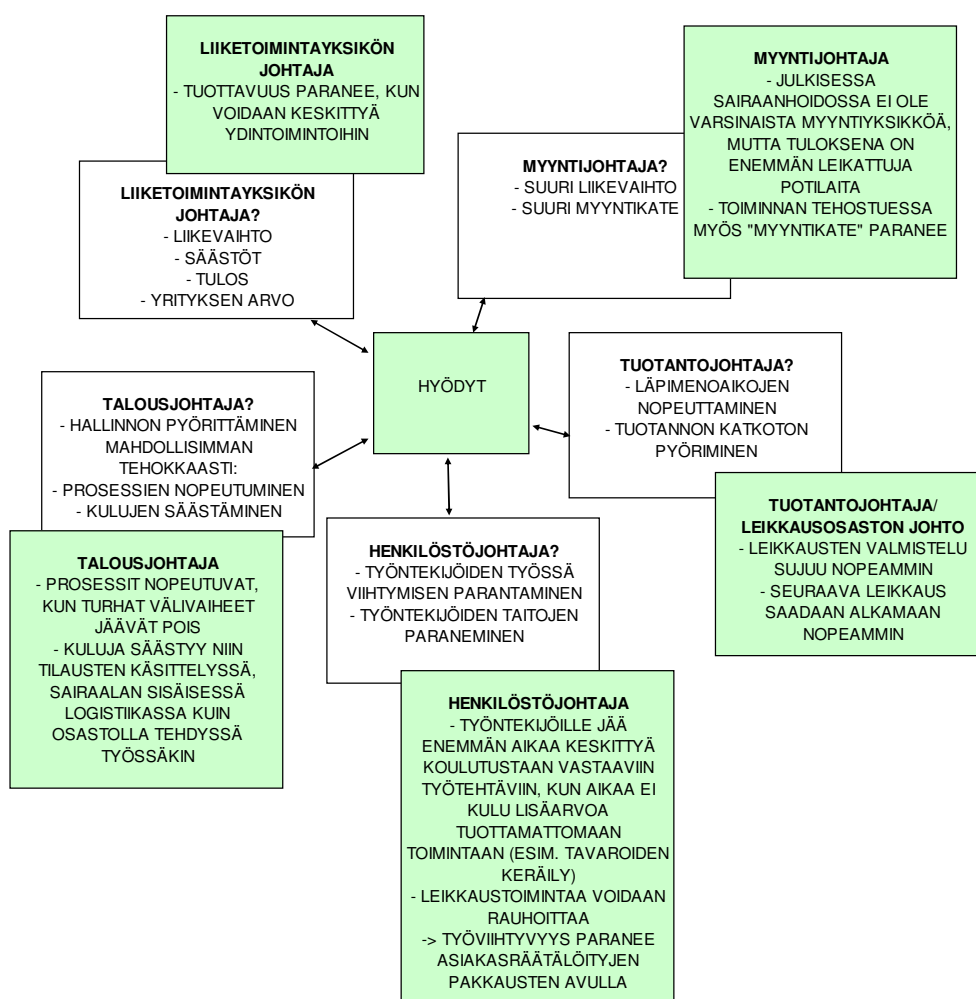 LIIKETOIMINTAYKSIKÖN
JOHTAJA
- TUOTTAVUUS PARANEE, KUN
VOIDAAN KESKITTYÄ
YDINTOIMINTOIHIN
LIIKETOIMINTAYKSIKÖN
JOHTAJA?
- LIIKEVAIHTO
- SÄÄSTÖT
- TULOS
- YRITYKSEN ARVO
MYYNTIJOHTAJA
- JULKISESSA
SAIRAANHOIDOSSA EI OLE
VARSINAISTA MYYNTIYKSIKKÖÄ,
MUTTA TULOKSENA ON
ENEMMÄN LEIKATTUJA
POTILAITA
- TOIMINNAN TEHOSTUESSA
MYÖS "MYYNTIKATE" PARANEE
MYYNTIJOHTAJA?
- SUURI LIIKEVAIHTO
- SUURI MYYNTIKATE
HYÖDYT
TUOTANTOJOHTAJA?
- LÄPIMENOAIKOJEN
NOPEUTTAMINEN
- TUOTANNON KATKOTON
PYÖRIMINEN
TUOTANTOJOHTAJA/
LEIKKAUSOSASTON JOHTO
- LEIKKAUSTEN VALMISTELU
SUJUU NOPEAMMIN
- SEURAAVA LEIKKAUS
SAADAAN ALKAMAAN
NOPEAMMIN
TALOUSJOHTAJA?
- HALLINNON PYÖRITTÄMINEN
MAHDOLLISIMMAN
TEHOKKAASTI:
- PROSESSIEN NOPEUTUMINEN
- KULUJEN SÄÄSTÄMINEN
TALOUSJOHTAJA
- PROSESSIT NOPEUTUVAT,
KUN TURHAT VÄLIVAIHEET
JÄÄVÄT POIS
- KULUJA SÄÄSTYY NIIN
TILAUSTEN KÄSITTELYSSÄ,
SAIRAALAN SISÄISESSÄ
LOGISTIIKASSA KUIN
OSASTOLLA TEHDYSSÄ
TYÖSSÄKIN
HENKILÖSTÖJOHTAJA?
- TYÖNTEKIJÖIDEN TYÖSSÄ
VIIHTYMISEN PARANTAMINEN
- TYÖNTEKIJÖIDEN TAITOJEN
PARANEMINEN
HENKILÖSTÖJOHTAJA
- TYÖNTEKIJÖILLE JÄÄ
ENEMMÄN AIKAA KESKITTYÄ
KOULUTUSTAAN VASTAAVIIN
TYÖTEHTÄVIIN, KUN AIKAA EI
KULU LISÄARVOA
TUOTTAMATTOMAAN
TOIMINTAAN (ESIM. TAVAROIDEN
KERÄILY)
- LEIKKAUSTOIMINTAA VOIDAAN
RAUHOITTAA
-> TYÖVIIHTYVYYS PARANEE
ASIAKASRÄÄTÄLÖITYJEN
PAKKAUSTEN AVULLA